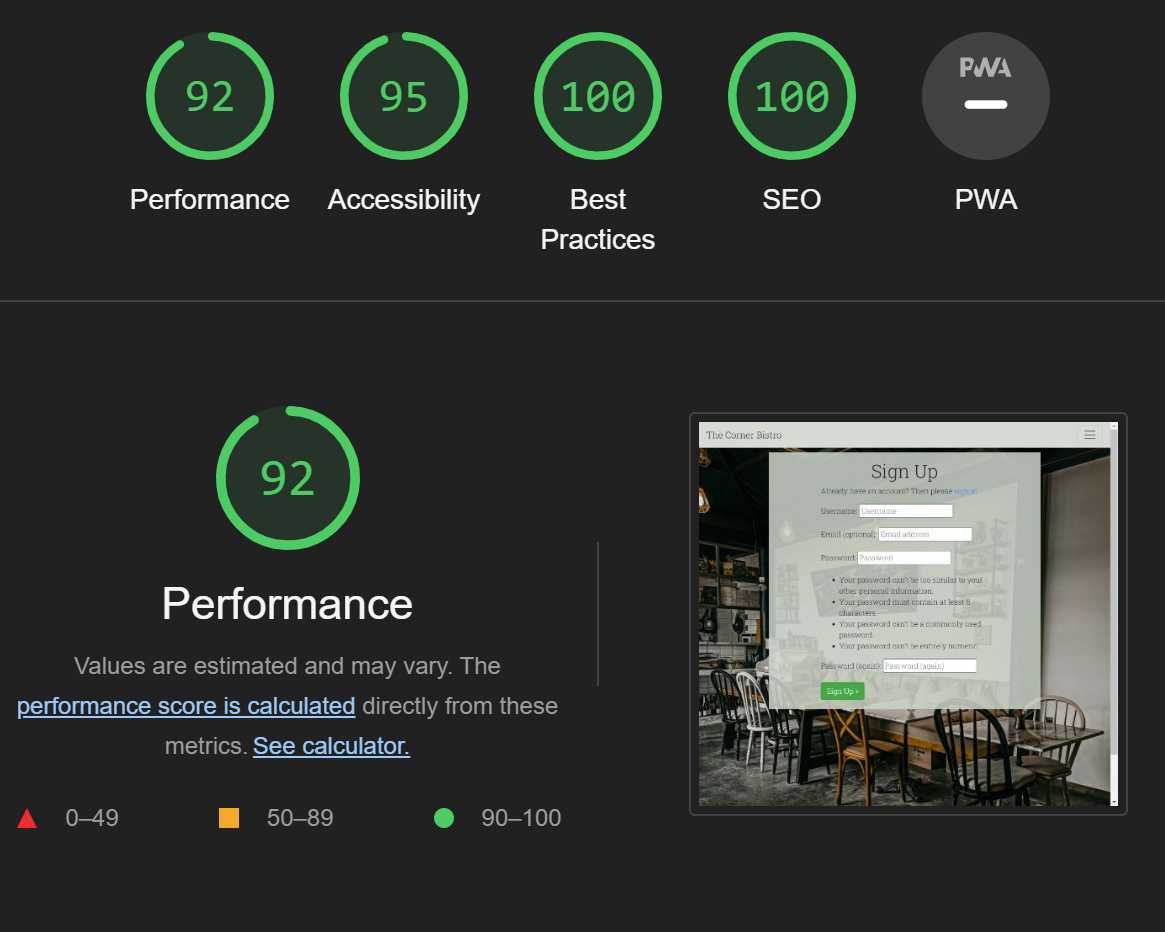 92
95
100
100
PWA
Performance
Accessibility
Best
Practices
SEO
PWA
92
Performance
Values are estimated and may vary. The
performance score is calculated directly from these
metrics. See calculator.
0–49
50–89
90–100
The Corner Bistro
Sign Up
Already have an account? Then please sign in.
Username: Username
Email (optional): Email address
Password: Password
Your password can't be too similar to your
other personal information.
Your password must contain at least 8
characters.
Your password can't be a commonly used
password.
Your password can't be entirely numeric.
Password (again): Password (again)
Sign Up »